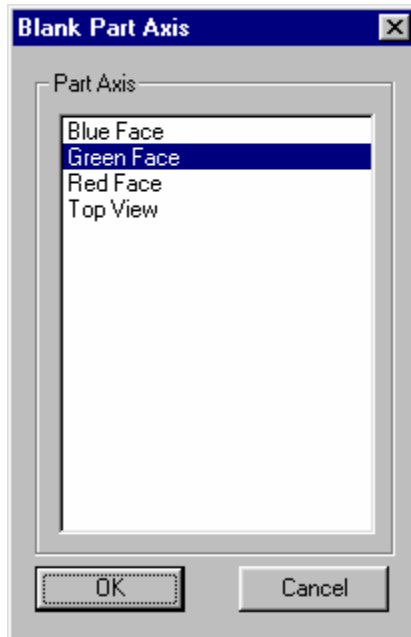 Blank Part Axis
Part Axis
Blue Face
Green Face
Red Face
Top View
OK
Cancel